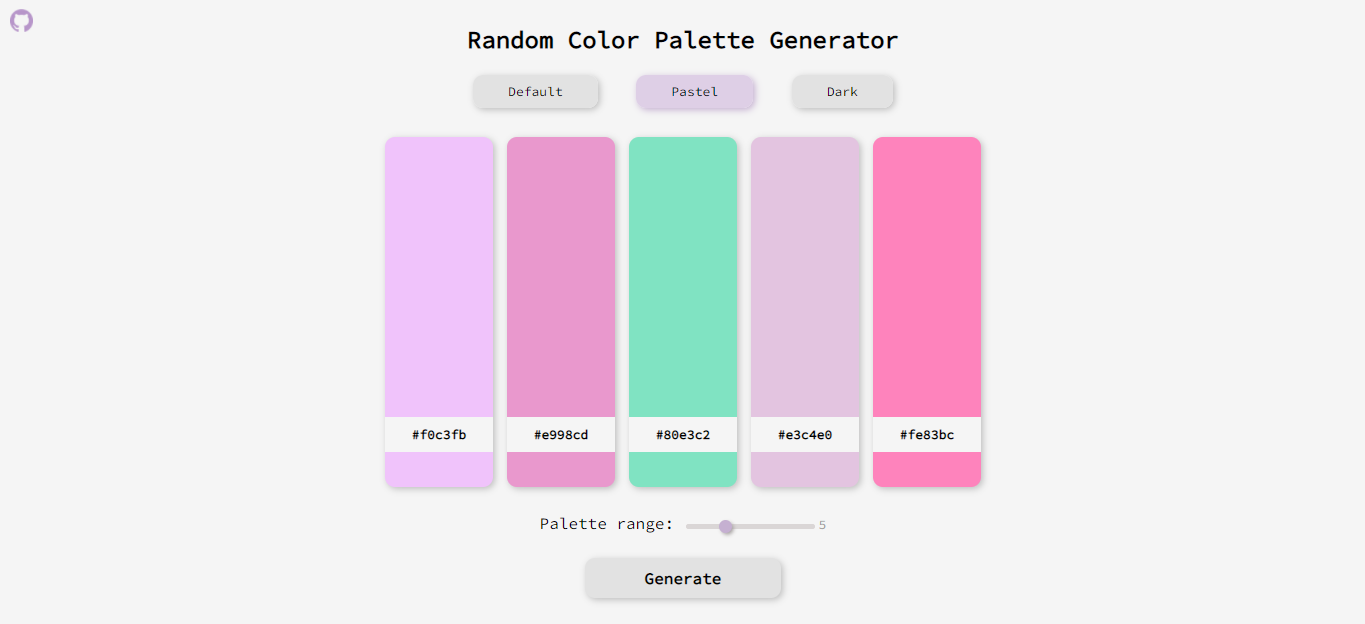 Random Color Palette Generator
Default Pastel Dark
#f0c3fb #e998cd #80e3c2 #e3c4e0 #fe83bc
Palette range: 5
Generate